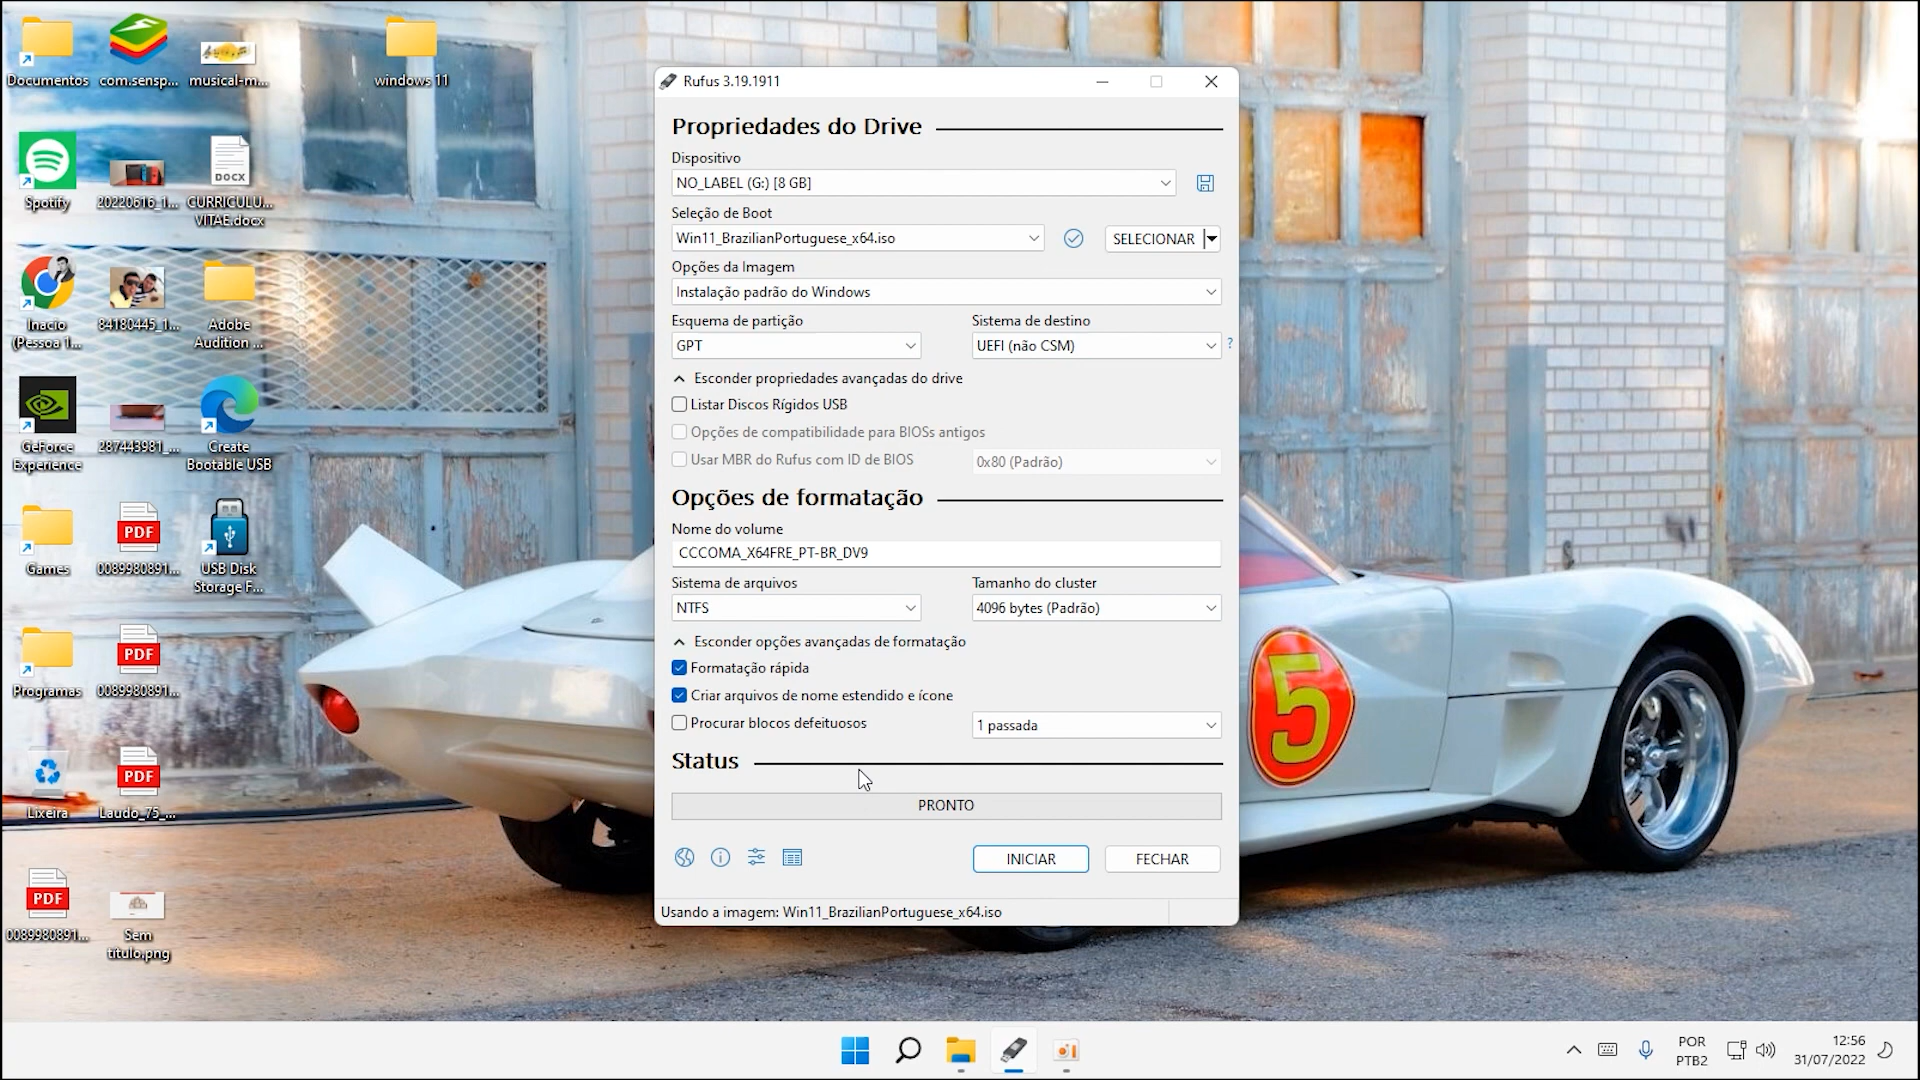 Documentos
com.sensp...
musical-m...
windows 11
Spotify
20220616_1...
DOCX
CURRICULU...
VITAE.docx
Inacio
(Pessoa 1...
84180445_1...
Adobe
Audition ...
GeForce
Experience
287443981_...
Create
Bootable USB
Games
PDF
0089980891...
USB Disk
Storage F...
Programas
PDF
0089980891...
Lixeira
PDF
Laudo_75_...
PDF
0089980891...
Sem
título.png
Rufus 3.19.1911
Propriedades do Drive
Dispositivo
NO_LABEL (G:) [8 GB]
Seleção de Boot
Win11_BrazilianPortuguese_x64.iso
SELECIONAR
Opções da Imagem
Instalação padrão do Windows
Esquema de partição
Sistema de destino
GPT
UEFI (não CSM)
?
Esconder propriedades avançadas do drive
Listar Discos Rígidos USB
Opções de compatibilidade para BIOSs antigos
Usar MBR do Rufus com ID de BIOS
0x80 (Padrão)
Opções de formatação
Nome do volume
CCCOMA_X64FRE_PT-BR_DV9
Sistema de arquivos
Tamanho do cluster
NTFS
4096 bytes (Padrão)
Esconder opções avançadas de formatação
Formatação rápida
Criar arquivos de nome estendido e ícone
Procurar blocos defeituosos
1 passada
Status
PRONTO
INICIAR
FECHAR
Usando a imagem: Win11_BrazilianPortuguese_x64.iso
5
POR
PTB2
12:56
31/07/2022